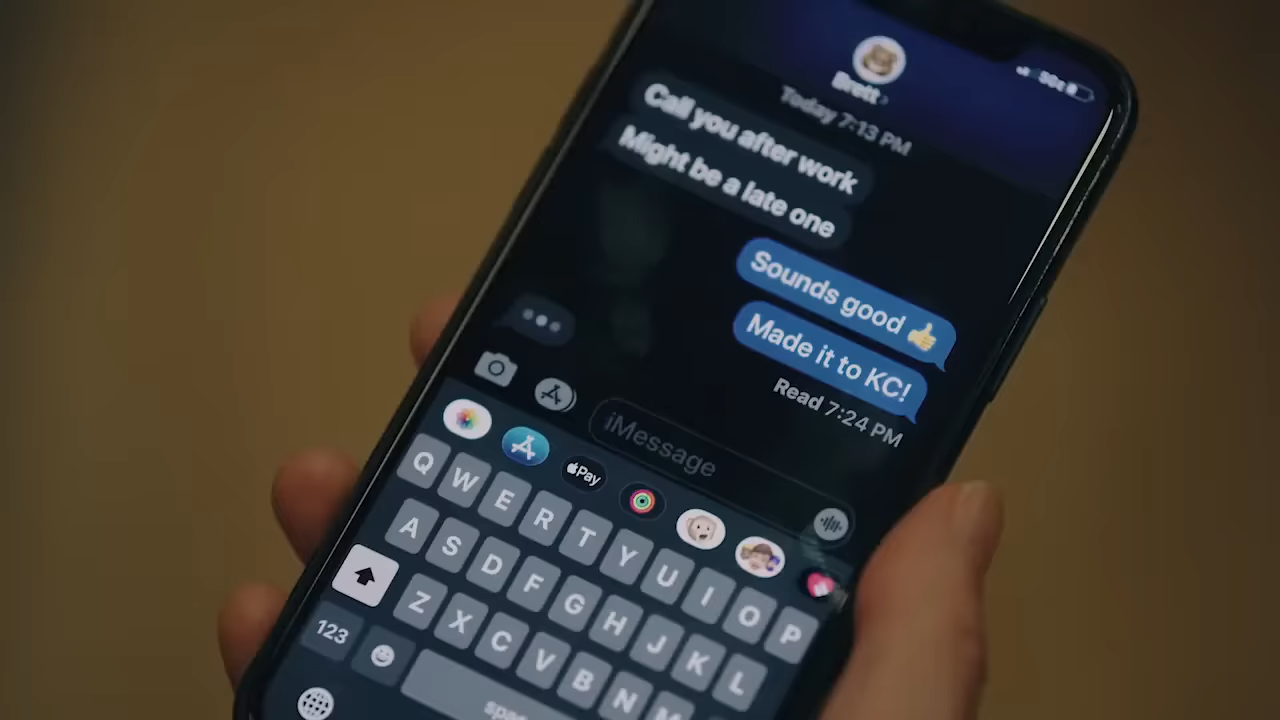 Brett
Today 7:13 PM
Call you after work
Might be a late one
Sounds good 👍
Made it to KC!
Read 7:24 PM
iMessage
Pay
Q W E R T Y U I O P
A S D F G H J K L
Z X C V B N M
123